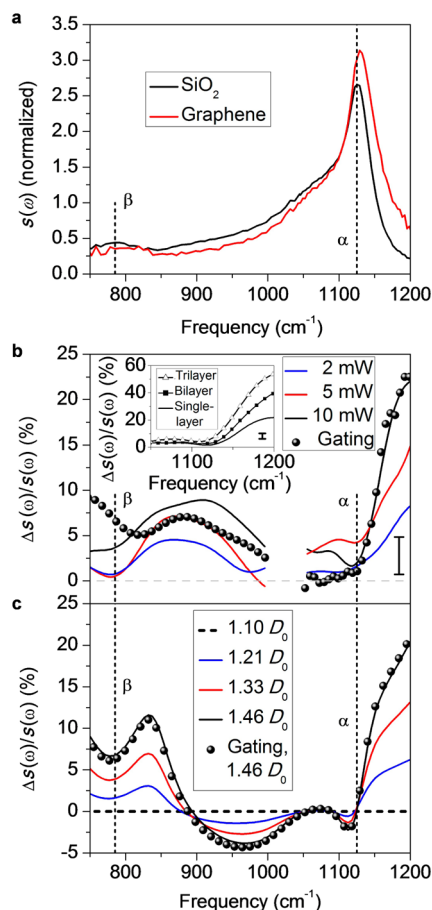 a
3.5
3.0
2.5
2.0
1.5
1.0
0.5
0.0
s(ω) (normalized)
SiO₂
Graphene
β
α
800 900 1000 1100 1200
Frequency (cm⁻¹)
b
25
20
15
10
5
0
Δs(ω)/s(ω) (%)
60
40
20
0
Δs(ω)/s(ω) (%)
Trilayer
Bilayer
Single-
layer
1100 1200
Frequency (cm⁻¹)
2 mW
5 mW
10 mW
Gating
β
α
c
25
20
15
10
5
0
-5
Δs(ω)/s(ω) (%)
1.10 D₀
1.21 D₀
1.33 D₀
1.46 D₀
Gating,
1.46 D₀
β
α
800 900 1000 1100 1200
Frequency (cm⁻¹)